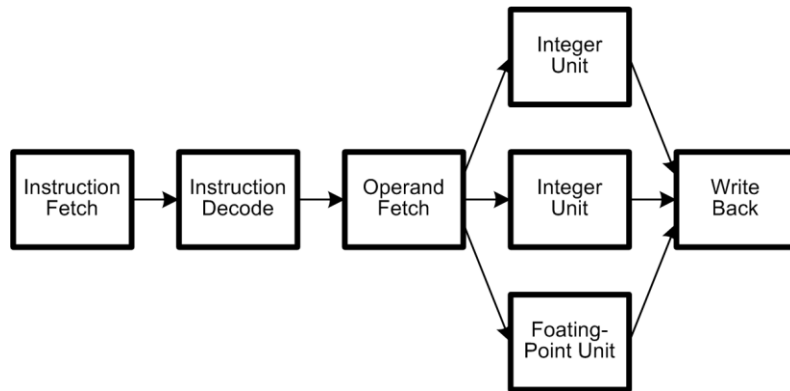 Integer
Unit
Instruction
Fetch
Instruction
Decode
Operand
Fetch
Integer
Unit
Write
Back
Foating-
Point Unit